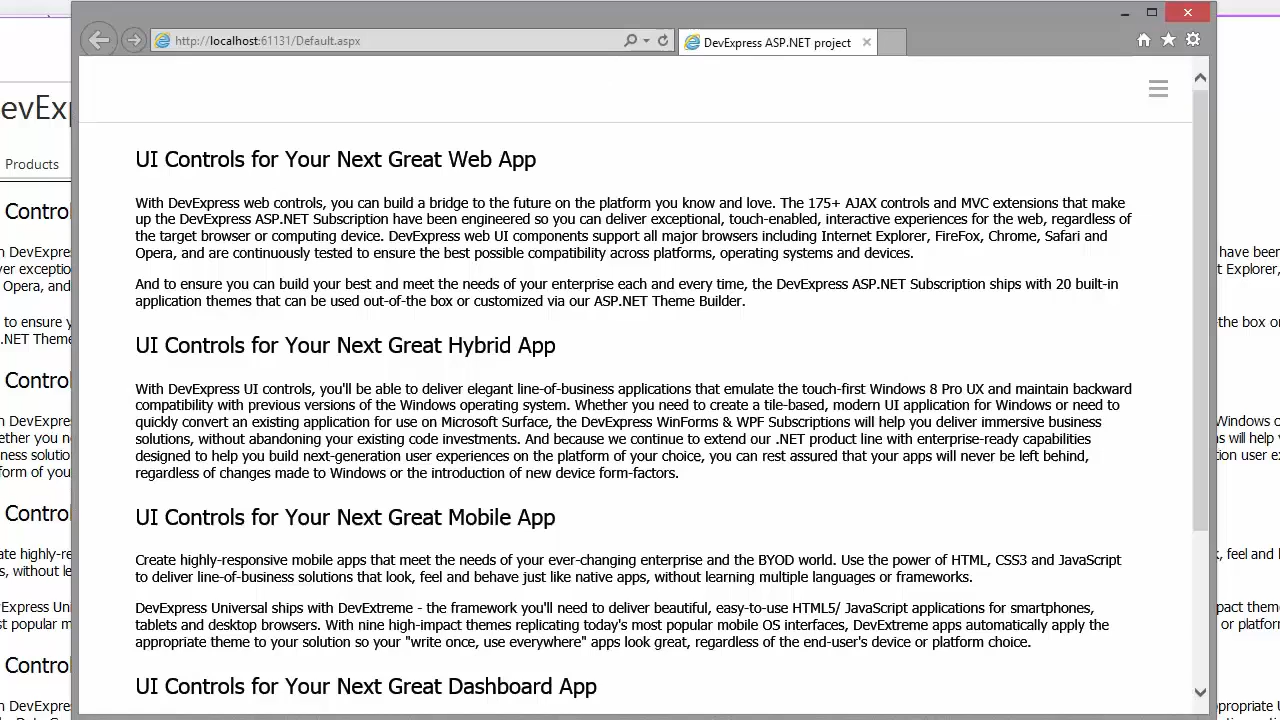 http://localhost:61131/Default.aspx
DevExpress ASP.NET project
UI Controls for Your Next Great Web App
With DevExpress web controls, you can build a bridge to the future on the platform you know and love. The 175+ AJAX controls and MVC extensions that make
up the DevExpress ASP.NET Subscription have been engineered so you can deliver exceptional, touch-enabled, interactive experiences for the web, regardless of
the target browser or computing device. DevExpress web UI components support all major browsers including Internet Explorer, FireFox, Chrome, Safari and
Opera, and are continuously tested to ensure the best possible compatibility across platforms, operating systems and devices.
And to ensure you can build your best and meet the needs of your enterprise each and every time, the DevExpress ASP.NET Subscription ships with 20 built-in
application themes that can be used out-of-the box or customized via our ASP.NET Theme Builder.
UI Controls for Your Next Great Hybrid App
With DevExpress UI controls, you'll be able to deliver elegant line-of-business applications that emulate the touch-first Windows 8 Pro UX and maintain backward
compatibility with previous versions of the Windows operating system. Whether you need to create a tile-based, modern UI application for Windows or need to
quickly convert an existing application for use on Microsoft Surface, the DevExpress WinForms & WPF Subscriptions will help you deliver immersive business
solutions, without abandoning your existing code investments. And because we continue to extend our .NET product line with enterprise-ready capabilities
designed to help you build next-generation user experiences on the platform of your choice, you can rest assured that your apps will never be left behind,
regardless of changes made to Windows or the introduction of new device form-factors.
UI Controls for Your Next Great Mobile App
Create highly-responsive mobile apps that meet the needs of your ever-changing enterprise and the BYOD world. Use the power of HTML, CSS3 and JavaScript
to deliver line-of-business solutions that look, feel and behave just like native apps, without learning multiple languages or frameworks.
DevExpress Universal ships with DevExtreme - the framework you'll need to deliver beautiful, easy-to-use HTML5/ JavaScript applications for smartphones,
tablets and desktop browsers. With nine high-impact themes replicating today's most popular mobile OS interfaces, DevExtreme apps automatically apply the
appropriate theme to your solution so your "write once, use everywhere" apps look great, regardless of the end-user's device or platform choice.
UI Controls for Your Next Great Dashboard App
Products